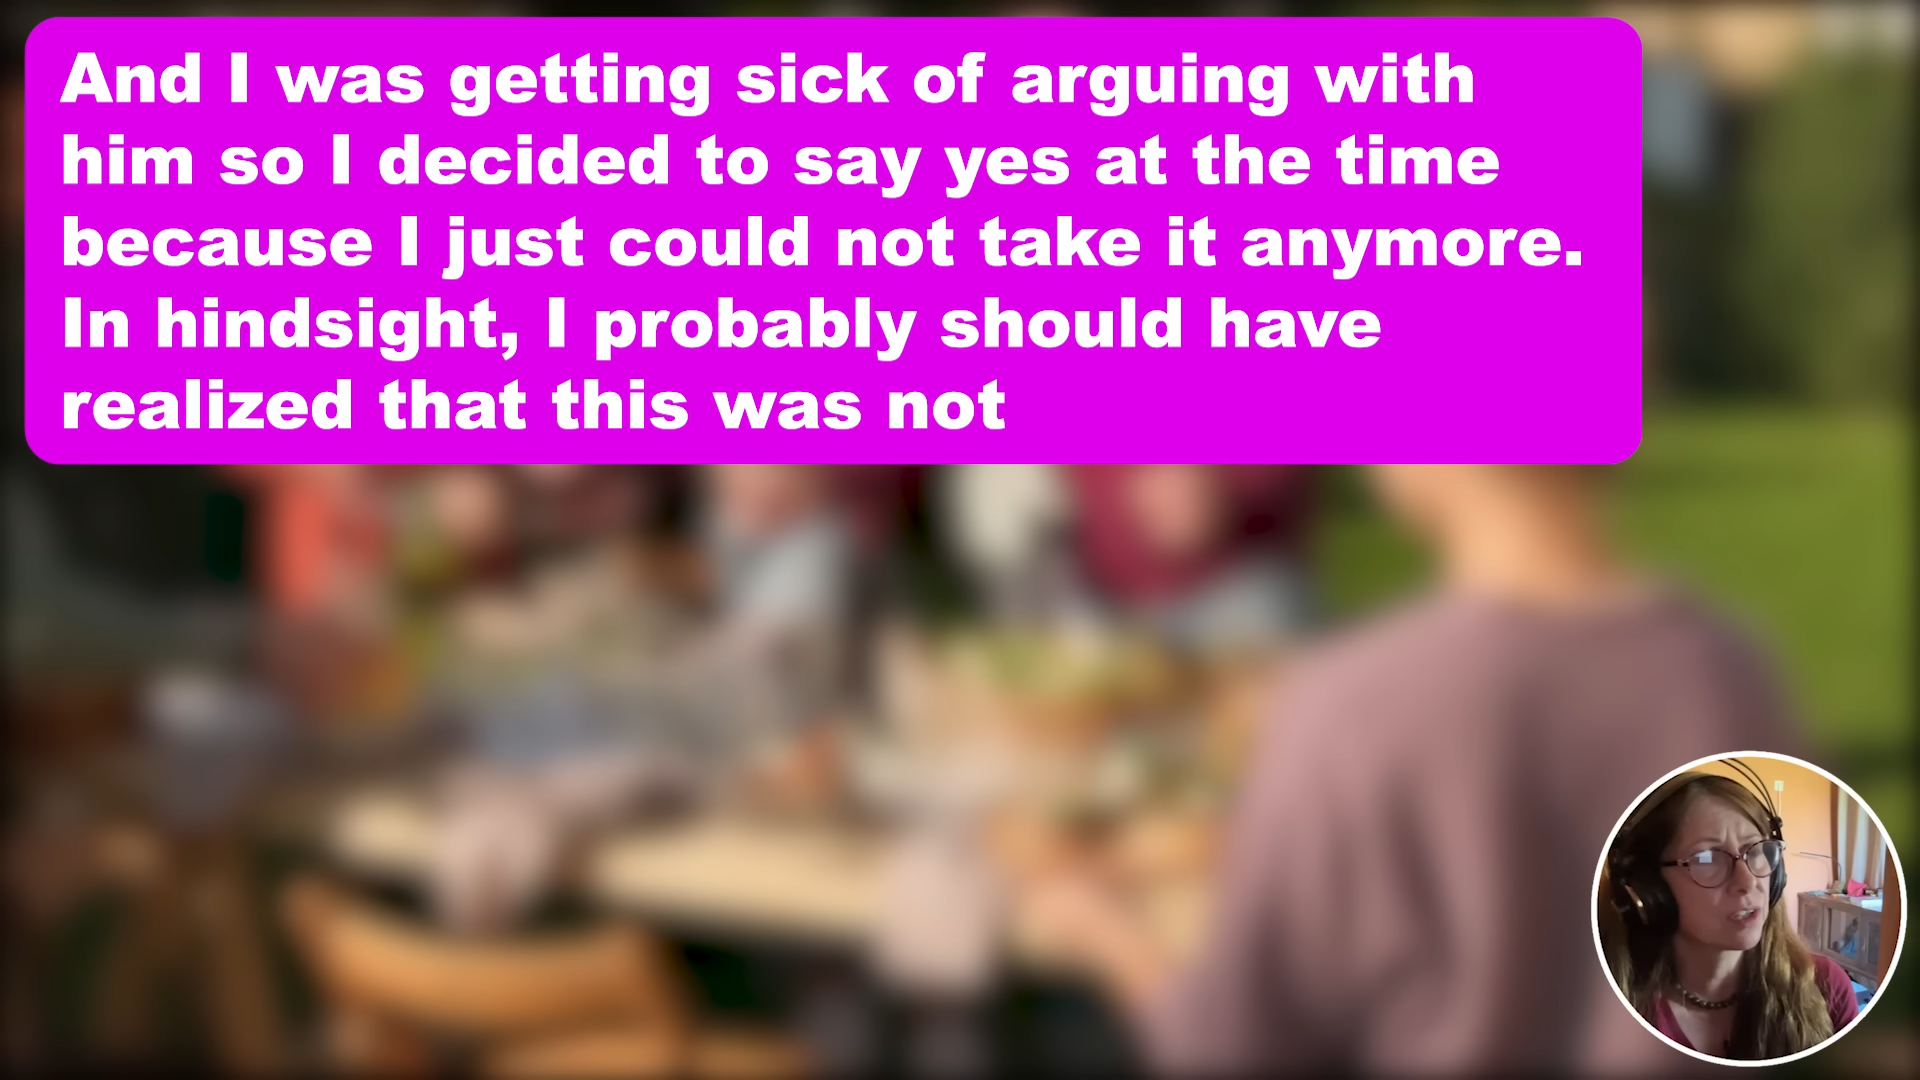 And I was getting sick of arguing with
him so I decided to say yes at the time
because I just could not take it anymore.
In hindsight, I probably should have
realized that this was not